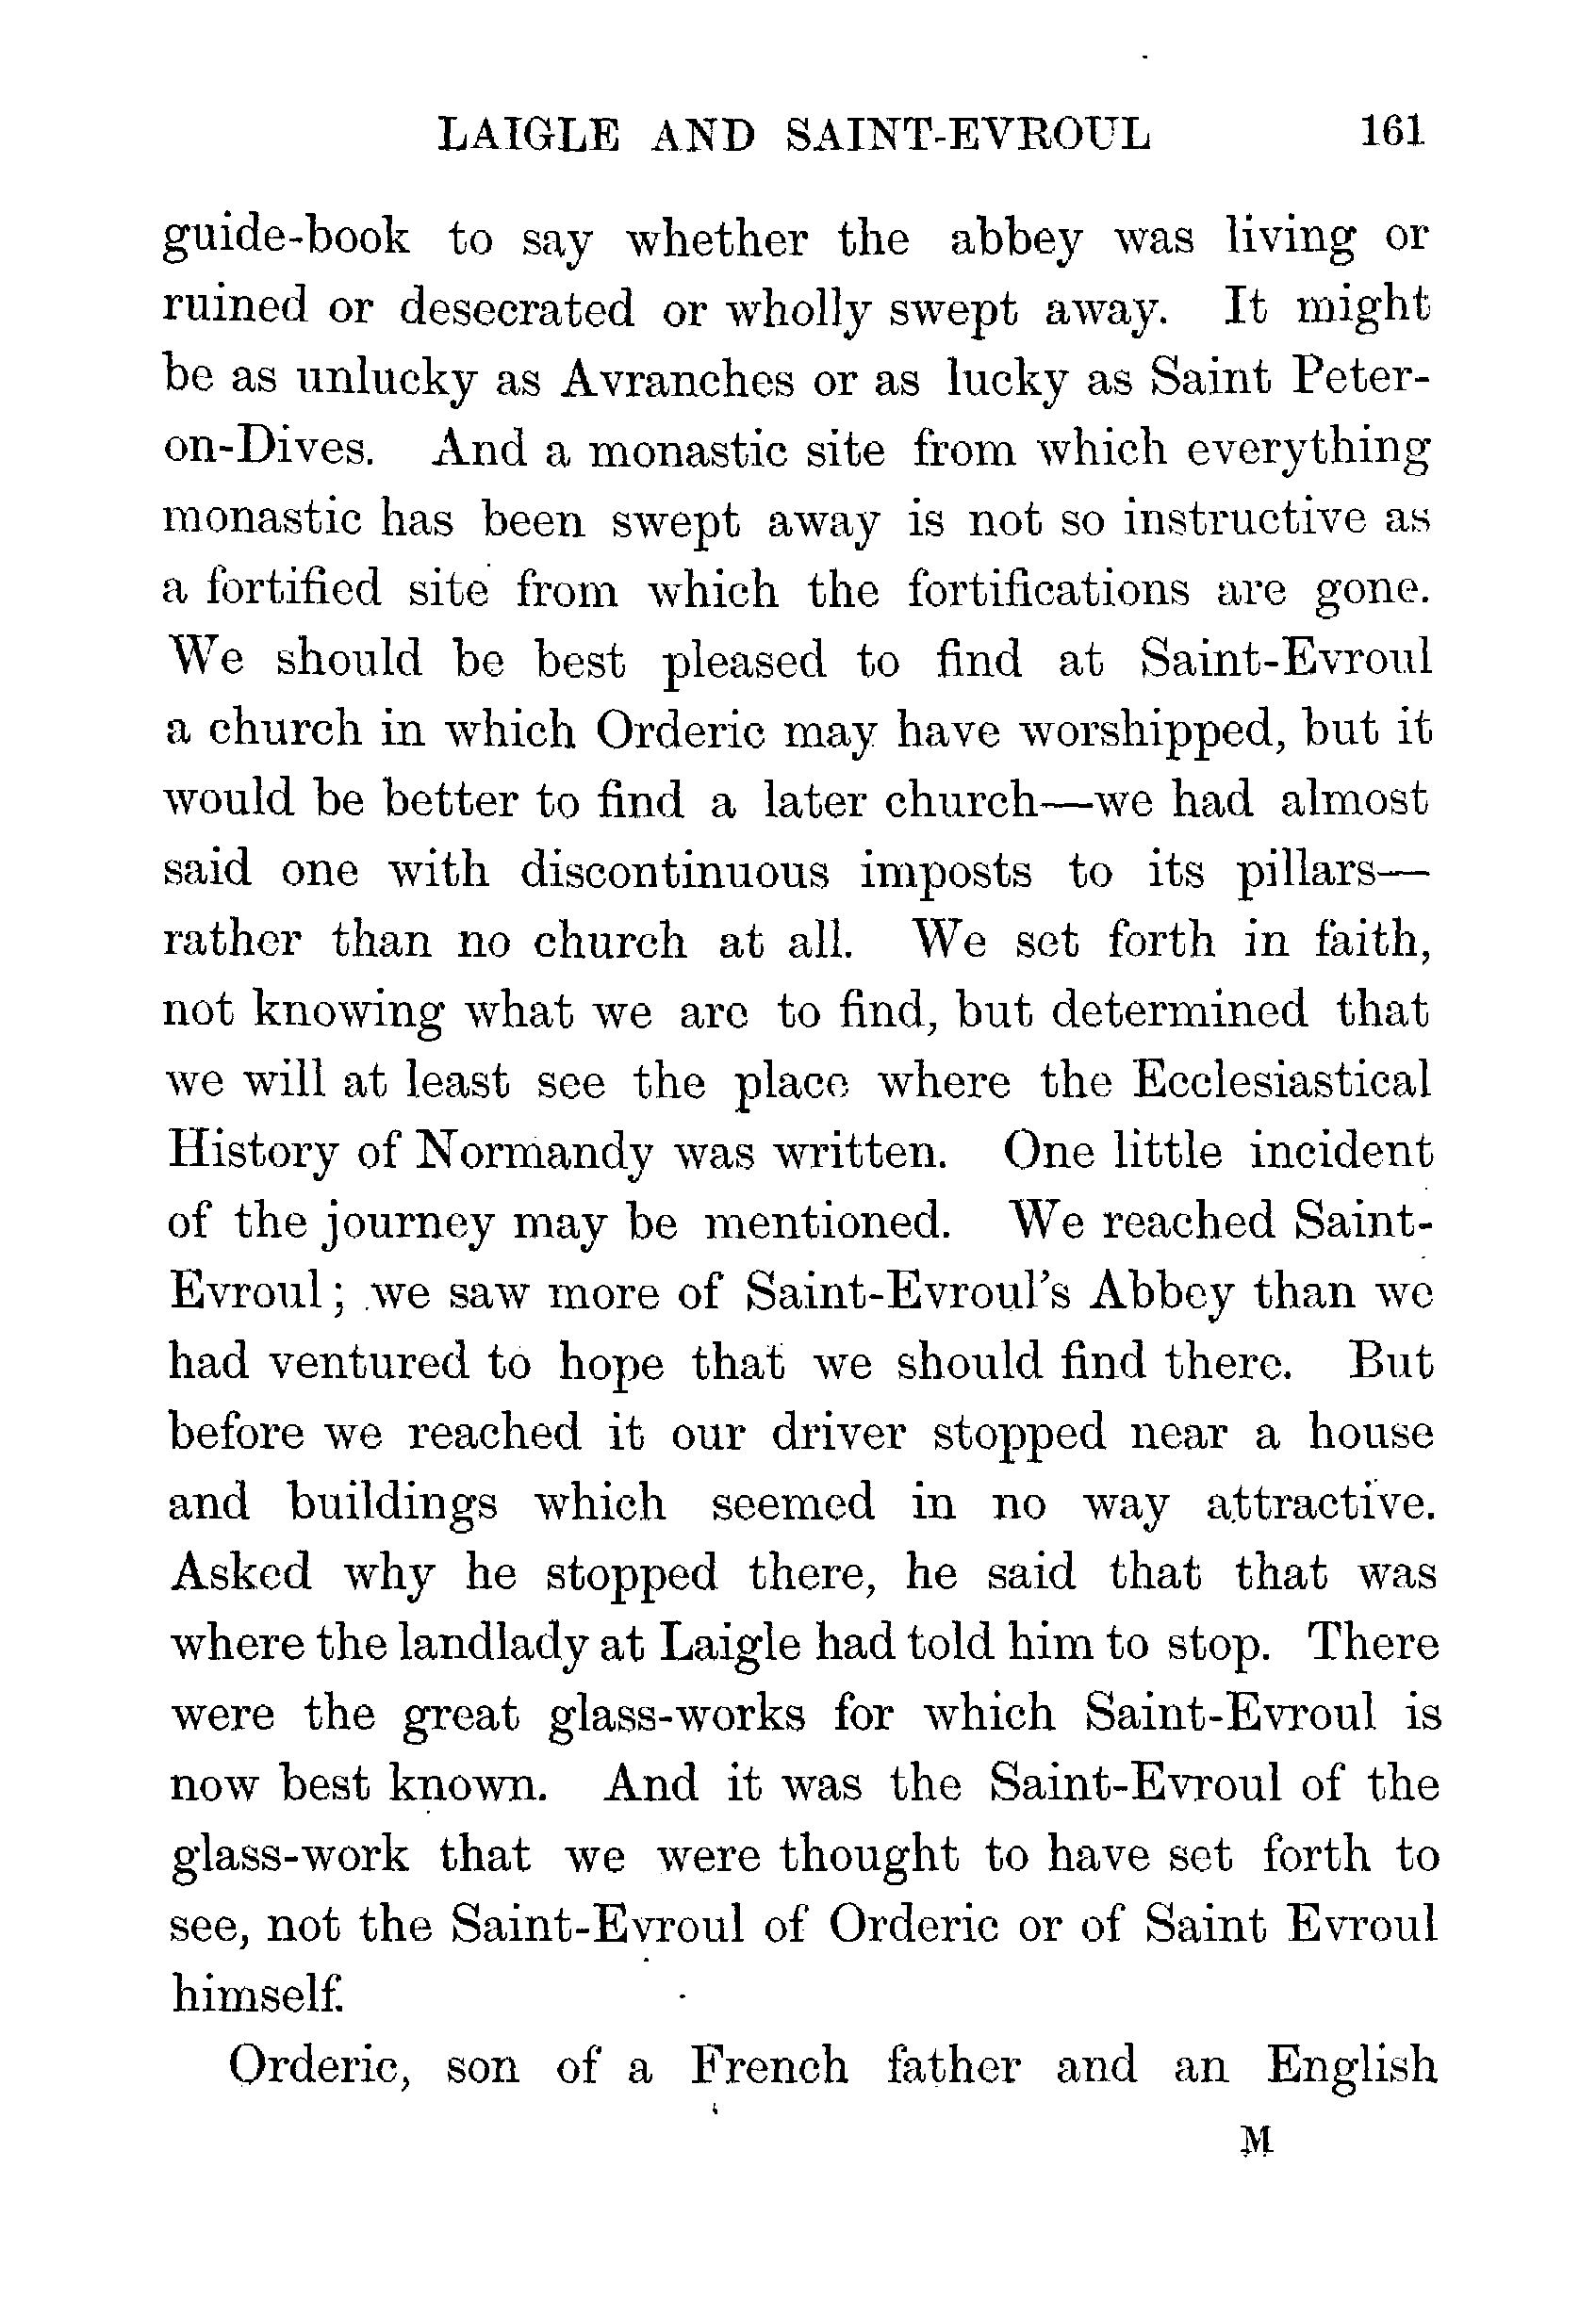 LAIGLE AND SAINT-EVROUL 161
guide-book to say whether the abbey was living or
ruined or desecrated or wholly swept away. It might
be as unlucky as Avranches or as lucky as Saint Peter-
on-Dives. And a monastic site from which everything
monastic has been swept away is not so instructive as
a fortified site from which the fortifications are gone.
We should be best pleased to find at Saint-Evroul
a church in which Orderic may have worshipped, but it
would be better to find a later church—we had almost
said one with discontinuous imposts to its pillars—
rather than no church at all. We set forth in faith,
not knowing what we are to find, but determined that
we will at least see the place where the Ecclesiastical
History of Normandy was written. One little incident
of the journey may be mentioned. We reached Saint-
Evroul; we saw more of Saint-Evroul's Abbey than we
had ventured to hope that we should find there. But
before we reached it our driver stopped near a house
and buildings which seemed in no way attractive.
Asked why he stopped there, he said that that was
where the landlady at Laigle had told him to stop. There
were the great glass-works for which Saint-Evroul is
now best known. And it was the Saint-Evroul of the
glass-work that we were thought to have set forth to
see, not the Saint-Evroul of Orderic or of Saint Evroul
himself.
Orderic, son of a French father and an English
M